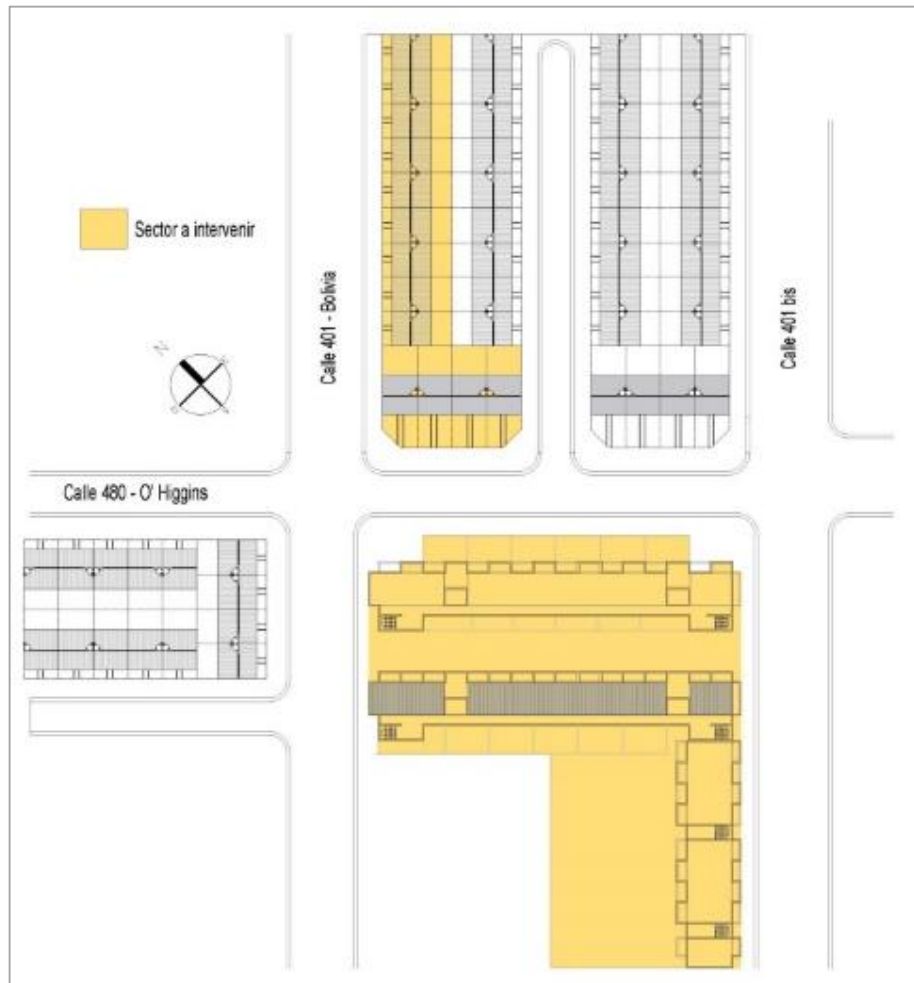 Sector a intervenir
Calle 401 - Bolivia
Calle 401 bis
N
Calle 480 - O' Higgins